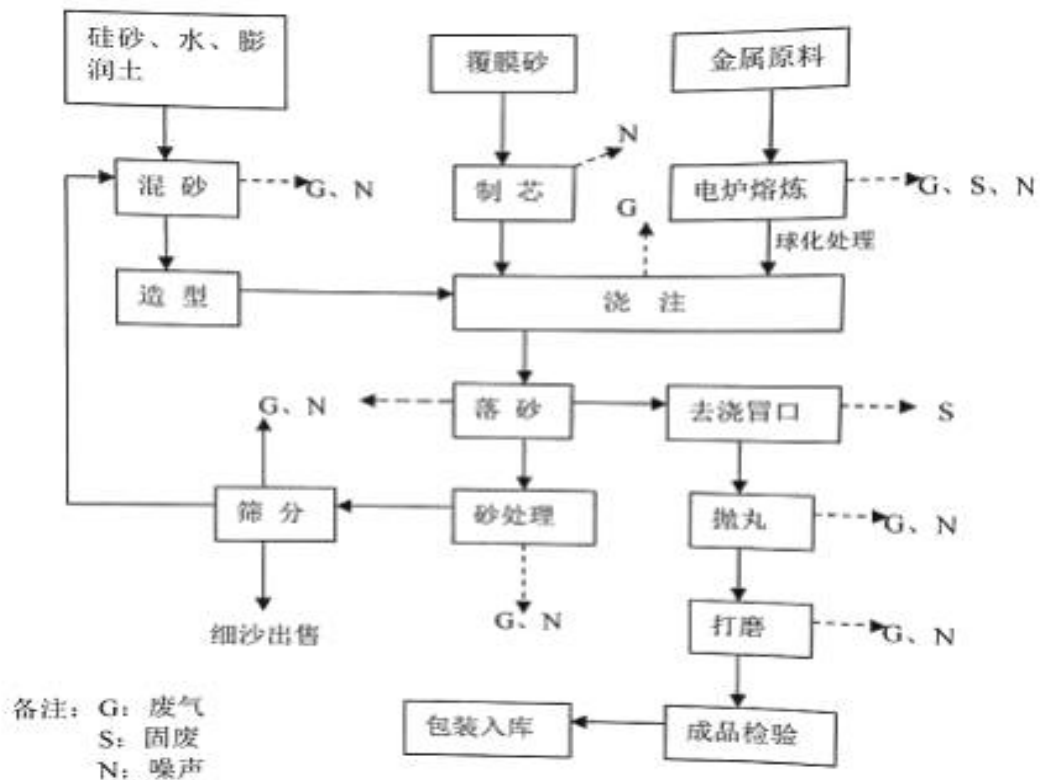 硅砂、水、膨
润土
覆膜砂
金属原料
N
混 砂
G、N
制 芯
G
电炉熔炼
G、S、N
球化处理
造 型
浇 注
G、N
落 砂
去浇冒口
S
筛 分
砂处理
抛丸
G、N
细沙出售
G、N
打磨
G、N
包装入库
成品检验
备注：G：废气
S：固废
N：噪声